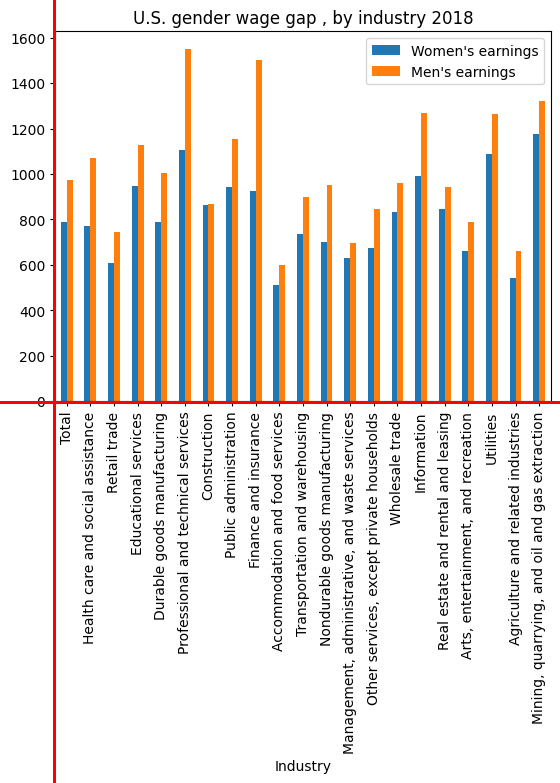 U.S. gender wage gap , by industry 2018
1600
1400
1200
1000
800
600
400
200
0
Women's earnings
Men's earnings
Total
Health care and social assistance
Retail trade
Educational services
Durable goods manufacturing
Professional and technical services
Construction
Public administration
Finance and insurance
Accommodation and food services
Transportation and warehousing
Nondurable goods manufacturing
Management, administrative, and waste services
Other services, except private households
Wholesale trade
Information
Real estate and rental and leasing
Arts, entertainment, and recreation
Utilities
Agriculture and related industries
Mining, quarrying, and oil and gas extraction
Industry